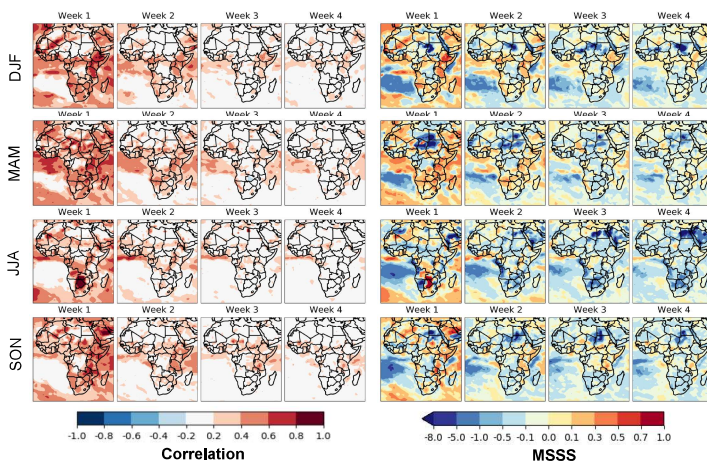 Week 1 Week 2 Week 3 Week 4 Week 1 Week 2 Week 3 Week 4
DJF
Week 1 Week 2 Week 3 Week 4 Week 1 Week 2 Week 3 Week 4
MAM
Week 1 Week 2 Week 3 Week 4 Week 1 Week 2 Week 3 Week 4
JJA
Week 1 Week 2 Week 3 Week 4 Week 1 Week 2 Week 3 Week 4
SON
-1.0 -0.8 -0.6 -0.4 -0.2 0.2 0.4 0.6 0.8 1.0 -8.0 -5.0 -1.0 -0.5 -0.1 0.0 0.1 0.3 0.5 0.7 1.0
Correlation MSSS